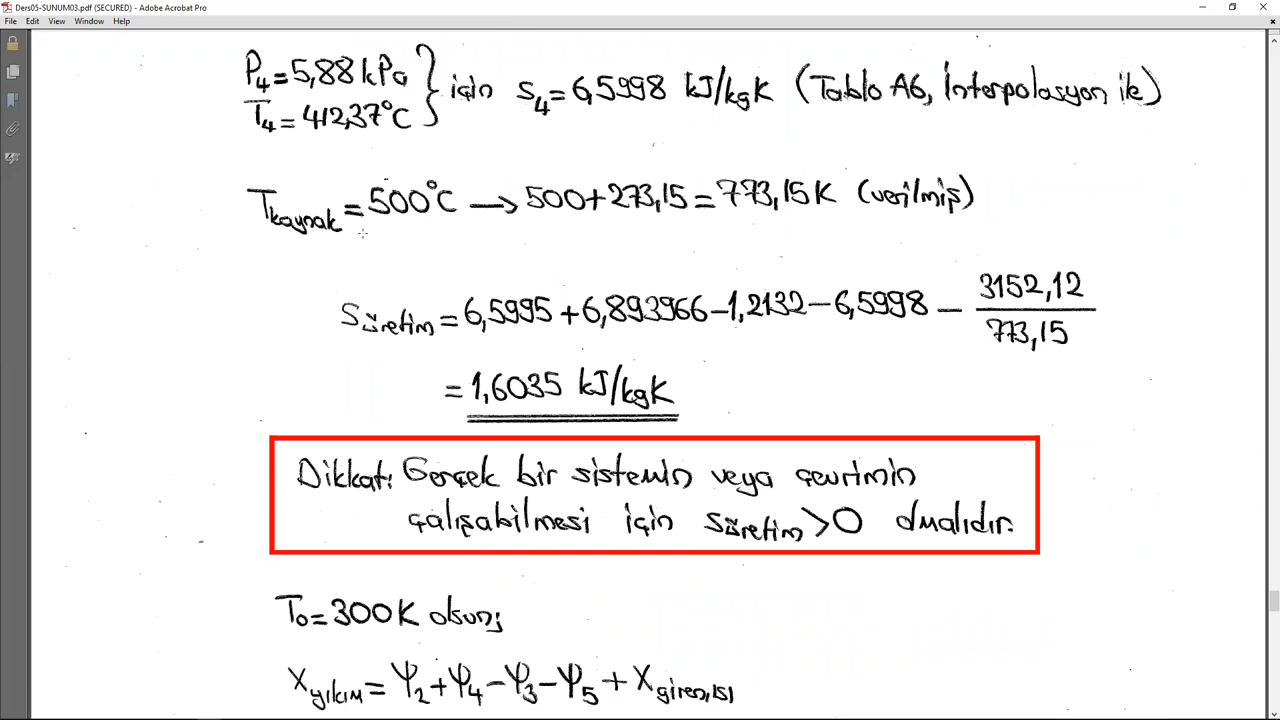 Ders05-SUNUM03.pdf (SECURED) - Adobe Acrobat Pro
File Edit View Window Help
P4=5,88 kPa
T4=412,37°C } için s4=6,5998 kJ/kgK (Tablo A6, İnterpolasyon ile)
Tkaynak=500°C → 500+273,15=773,15K (verilmiş)
Süretim=6,5995+6,893966-1,2132-6,5998-3152,12/773,15
=1,6035 kJ/kgK
Dikkat: Gerçek bir sistemin veya çevrimin
çalışabilmesi için Süretim>0 olmalıdır.
T0=300K olsun;
Xyıkım=Ψ2+Ψ4-Ψ3-Ψ5+Xgiren,ısı